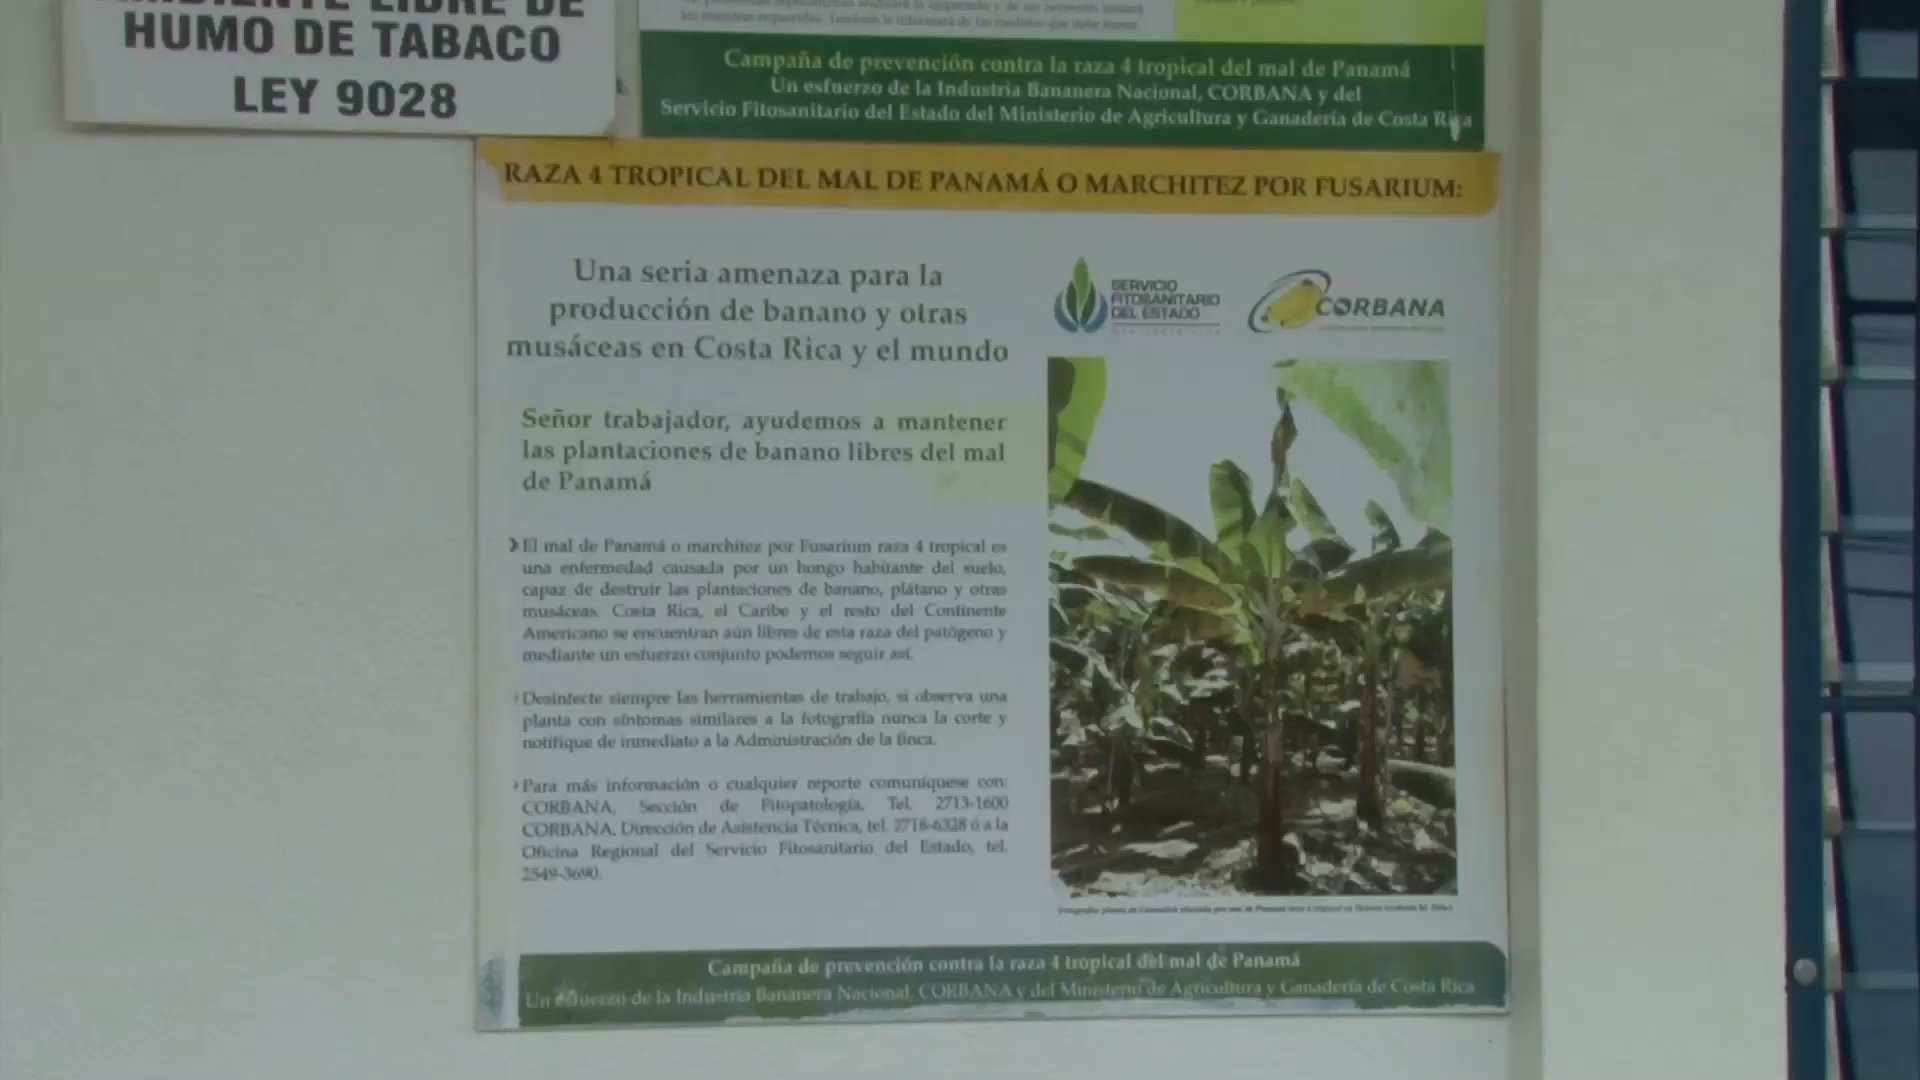 AMBIENTE LIBRE DE
HUMO DE TABACO
LEY 9028
Campaña de prevención contra la raza 4 tropical del mal de Panamá
Un esfuerzo de la Industria Bananera Nacional, CORBANA y del
Servicio Fitosanitario del Estado del Ministerio de Agricultura y Ganadería de Costa Rica
RAZA 4 TROPICAL DEL MAL DE PANAMÁ O MARCHITEZ POR FUSARIUM:
Una seria amenaza para la
producción de banano y otras
musáceas en Costa Rica y el mundo
SERVICIO
FITOSANITARIO
DEL ESTADO
CORBANA
Señor trabajador, ayudemos a mantener
las plantaciones de banano libres del mal
de Panamá
El mal de Panamá o marchitez por Fusarium raza 4 tropical es
una enfermedad causada por un hongo habitante del suelo,
capaz de destruir las plantaciones de banano, plátano y otras
musáceas. Costa Rica, el Caribe y el resto del Continente
Americano se encuentran aún libres de esta raza del patógeno y
mediante un esfuerzo conjunto podemos seguir así.
Desinfecte siempre las herramientas de trabajo, si observa una
planta con síntomas similares a la fotografía nunca la corte y
notifique de inmediato a la Administración de la finca.
Para más información o cualquier reporte comuníquese con:
CORBANA, Sección de Fitopatología, Tel. 2713-1600
CORBANA, Dirección de Asistencia Técnica, tel. 2718-6328 ó a la
Oficina Regional del Servicio Fitosanitario del Estado, tel.
2549-3690.
Campaña de prevención contra la raza 4 tropical del mal de Panamá
Un esfuerzo de la Industria Bananera Nacional, CORBANA y del Ministerio de Agricultura y Ganadería de Costa Rica